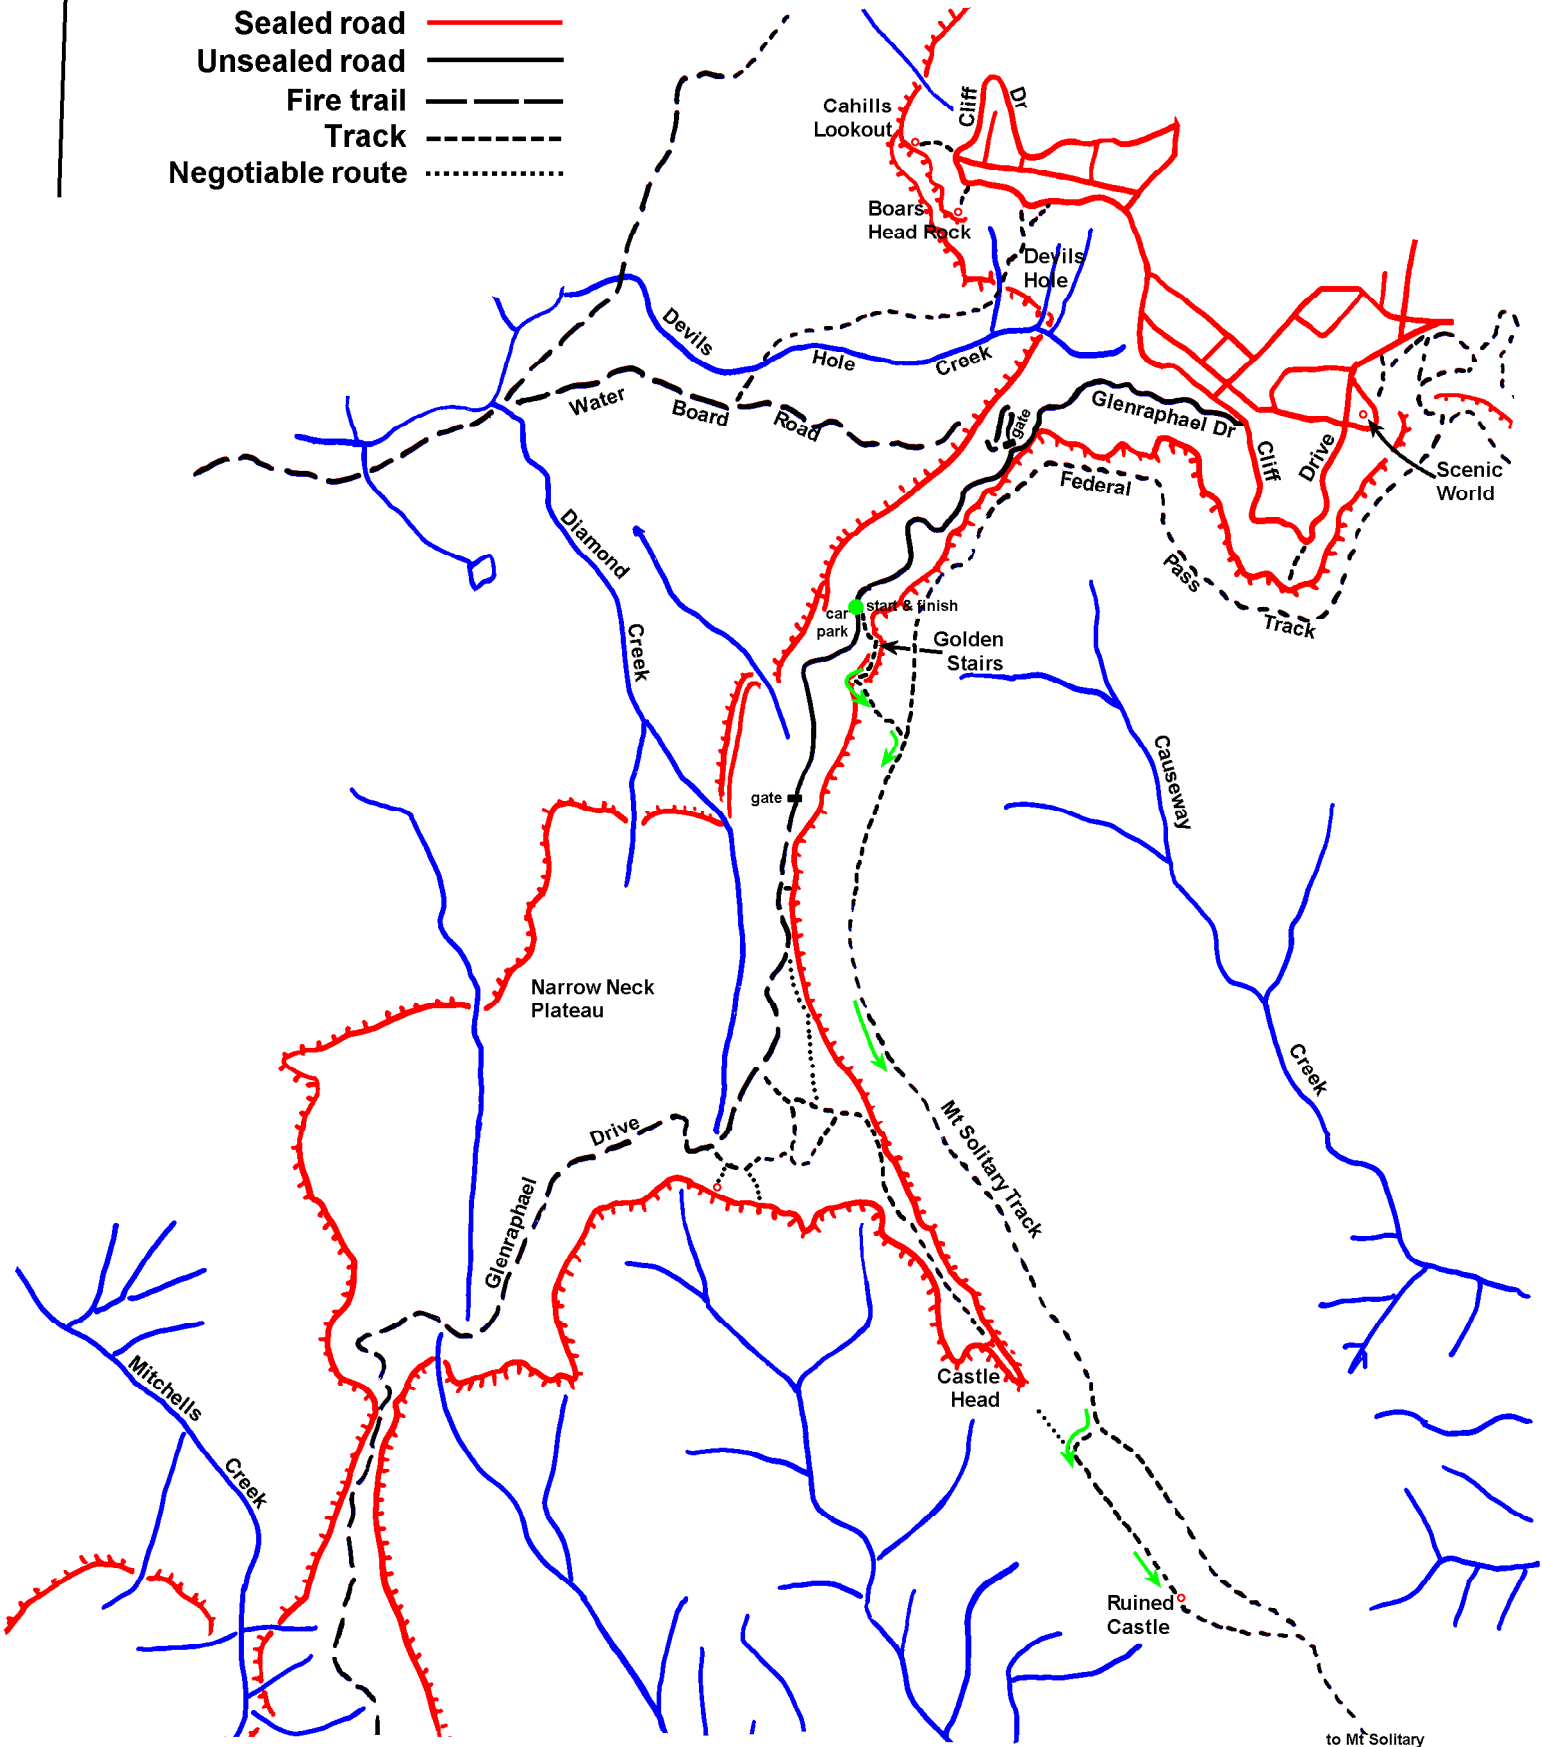 Sealed road
Unsealed road
Fire trail
Track
Negotiable route
Cahills
Lookout
Cliff
Dr
Boars
Head Rock
Devils
Hole
Devils
Hole
Creek
Water
Board
Road
gate
Glenraphael Dr
Cliff
Drive
Scenic
World
Federal
Pass
Track
Diamond
Creek
start & finish
car
park
Golden
Stairs
gate
Causeway
Creek
Narrow Neck
Plateau
Mt Solitary Track
Drive
Glenraphael
Mitchells
Creek
Castle
Head
Ruined
Castle
to Mt Solitary